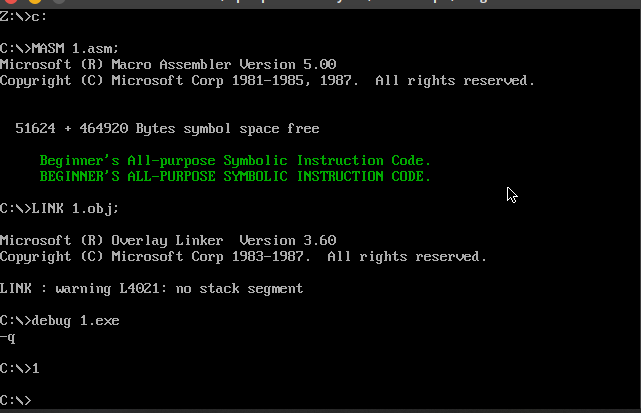 Z:\>c:
C:\>MASM 1.asm;
Microsoft (R) Macro Assembler Version 5.00
Copyright (C) Microsoft Corp 1981-1985, 1987.  All rights reserved.
51624 + 464920 Bytes symbol space free
Beginner's All-purpose Symbolic Instruction Code.
BEGINNER'S ALL-PURPOSE SYMBOLIC INSTRUCTION CODE.
C:\>LINK 1.obj;
Microsoft (R) Overlay Linker  Version 3.60
Copyright (C) Microsoft Corp 1983-1987.  All rights reserved.
LINK : warning L4021: no stack segment
C:\>debug 1.exe
-q
C:\>1
C:\>